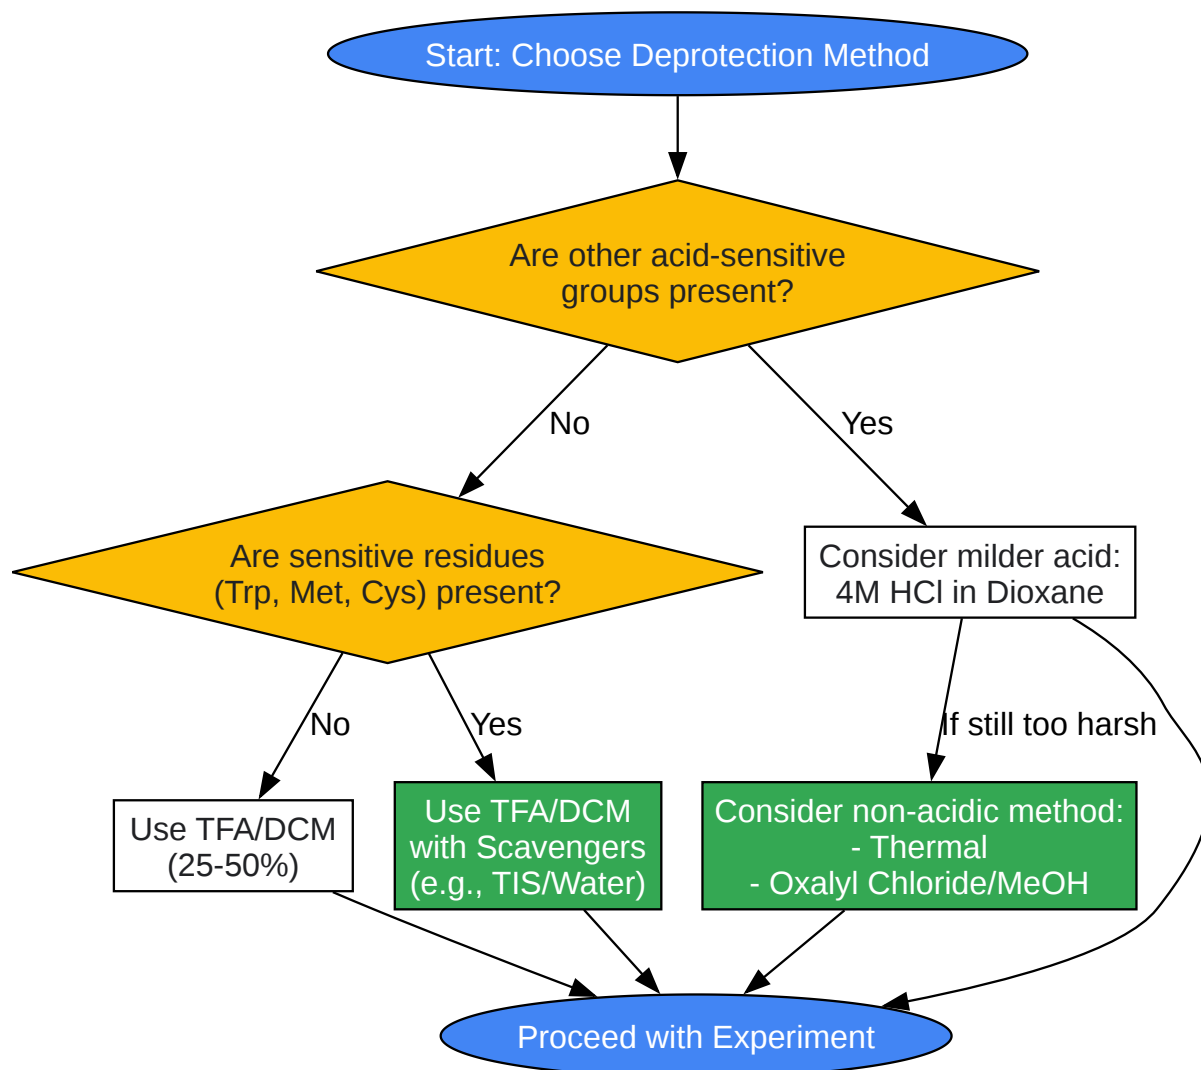 Start: Choose Deprotection Method
Are other acid-sensitive
groups present?
No
Yes
Are sensitive residues
(Trp, Met, Cys) present?
Consider milder acid:
4M HCl in Dioxane
No
Yes
If still too harsh
Use TFA/DCM
(25-50%)
Use TFA/DCM
with Scavengers
(e.g., TIS/Water)
Consider non-acidic method:
- Thermal
- Oxalyl Chloride/MeOH
Proceed with Experiment